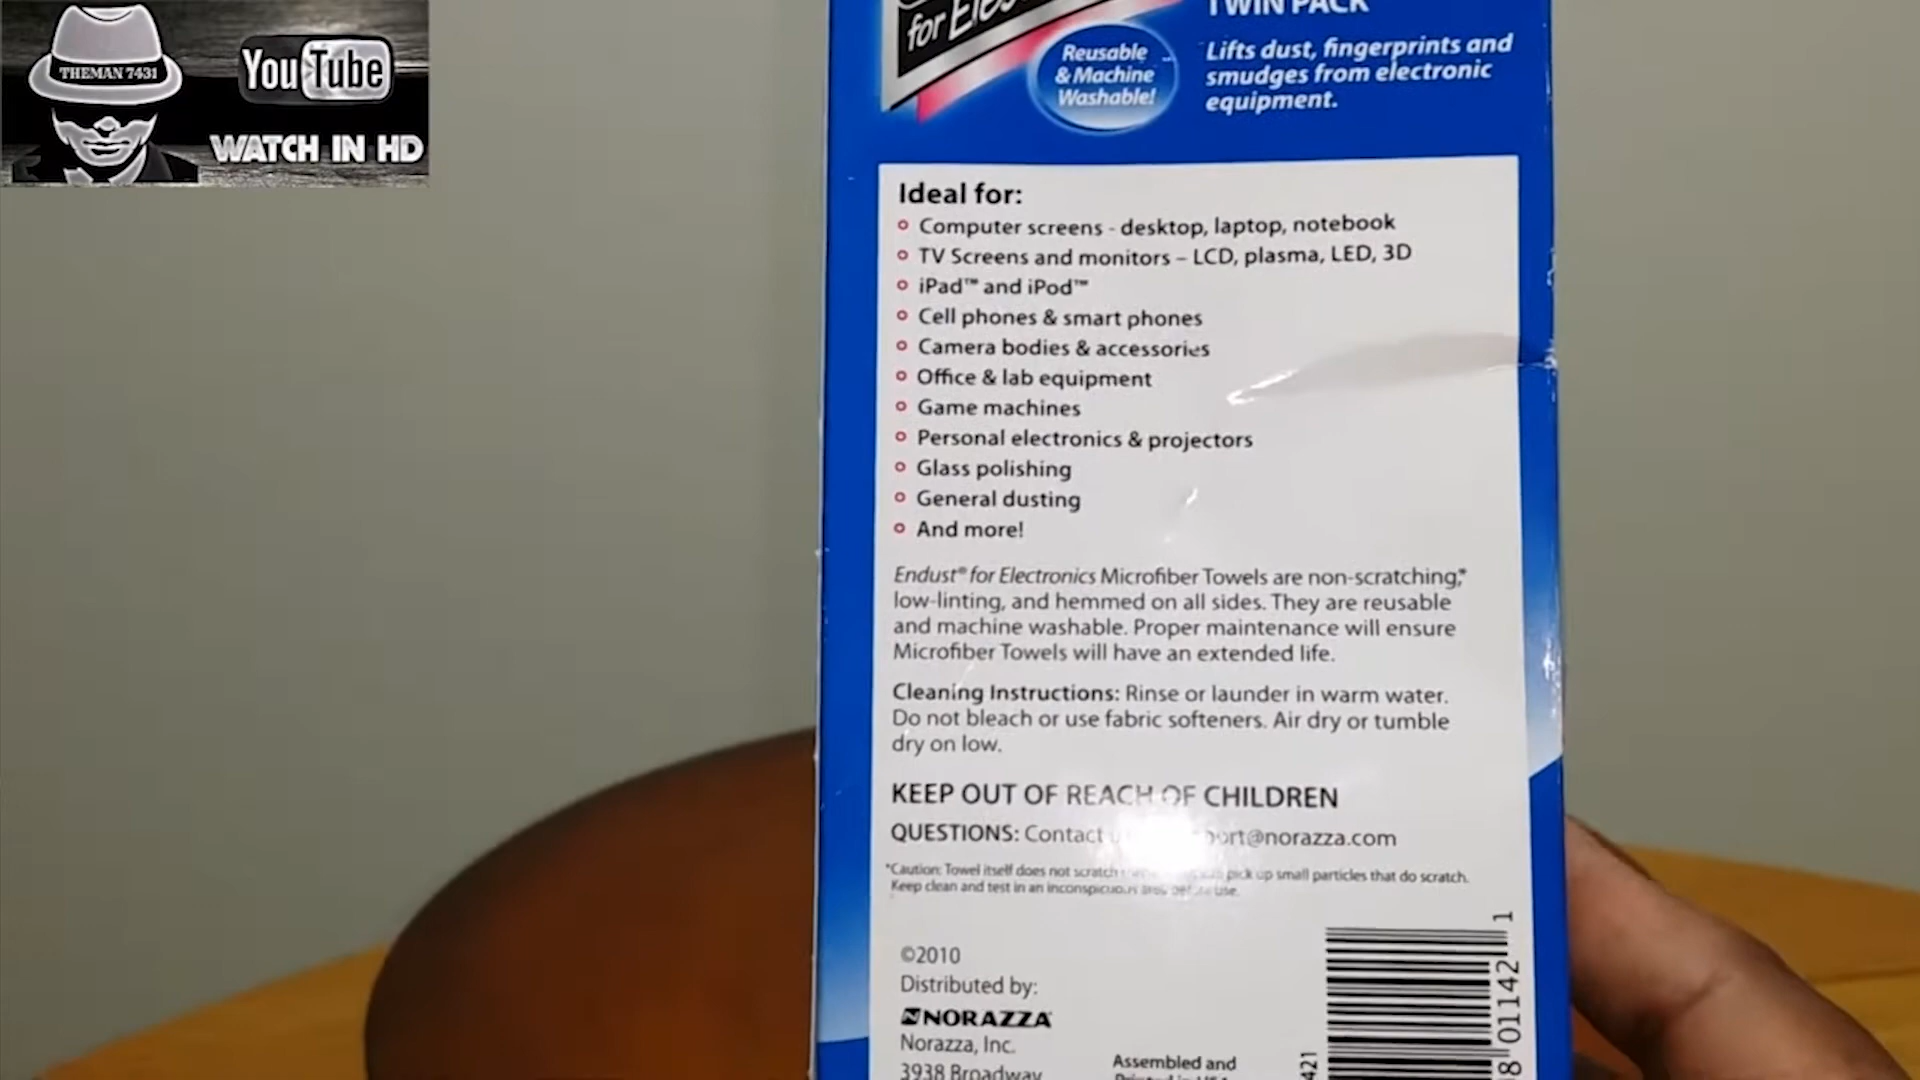 THEMAN 7431
YouTube
WATCH IN HD
for
TWIN PACK
Reusable
& Machine
Washable!
Lifts dust, fingerprints and
smudges from electronic
equipment.
Ideal for:
Computer screens - desktop, laptop, notebook
TV Screens and monitors – LCD, plasma, LED, 3D
iPad™ and iPod™
Cell phones & smart phones
Camera bodies & accessories
Office & lab equipment
Game machines
Personal electronics & projectors
Glass polishing
General dusting
And more!
Endust® for Electronics Microfiber Towels are non-scratching,*
low-linting, and hemmed on all sides. They are reusable
and machine washable. Proper maintenance will ensure
Microfiber Towels will have an extended life.
Cleaning Instructions: Rinse or launder in warm water.
Do not bleach or use fabric softeners. Air dry or tumble
dry on low.
KEEP OUT OF REACH OF CHILDREN
QUESTIONS: Contact
*Caution: Towel itself does not scratch pick up small particles that do scratch.
Keep clean and test in an inconspicuous area before use.
©2010
Distributed by:
NORAZZA
Norazza, Inc.
3938 Broadway
Assembled and
01142 1